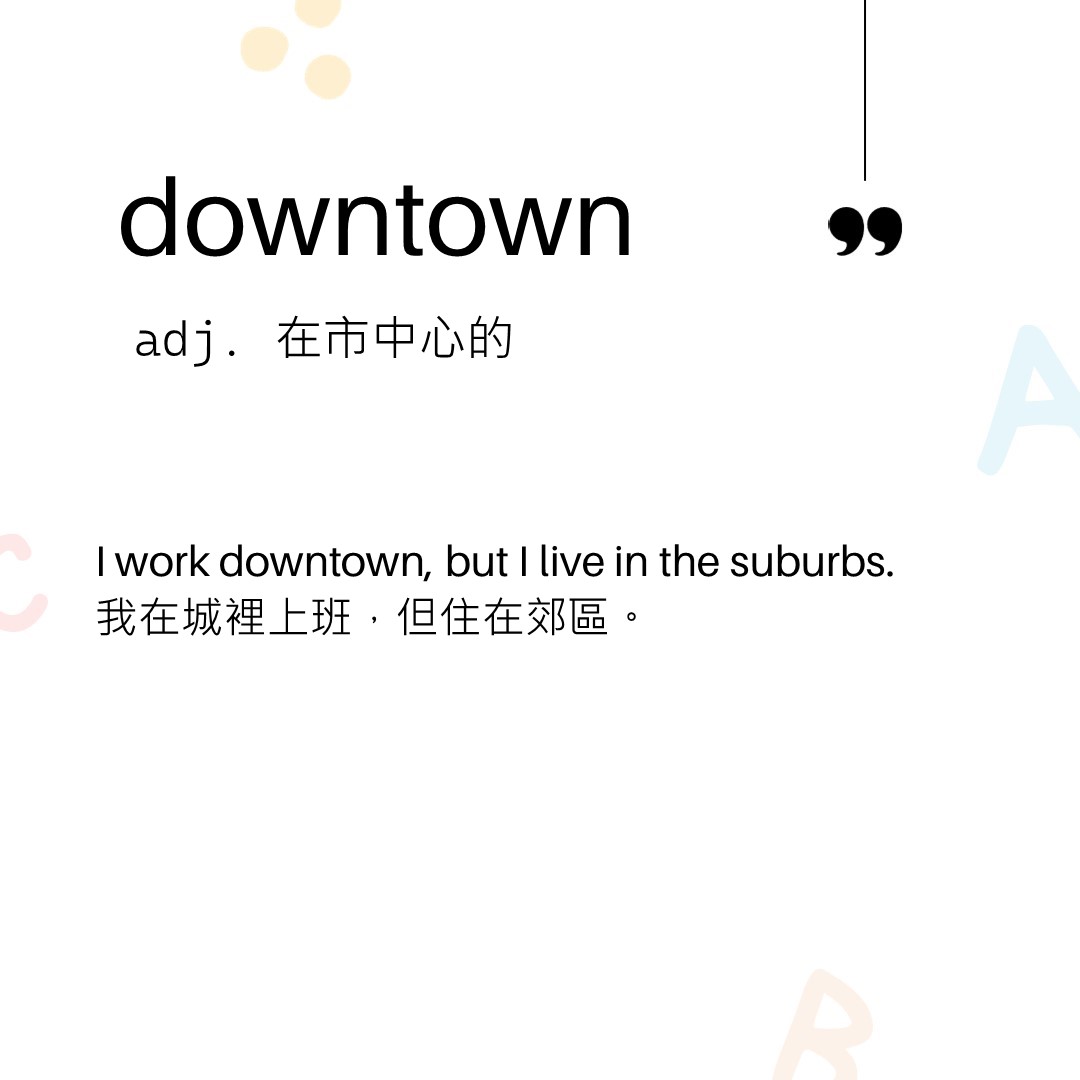 downtown
”
adj. 在市中心的
I work downtown, but I live in the suburbs.
我在城裡上班，但住在郊區。
A
C
B